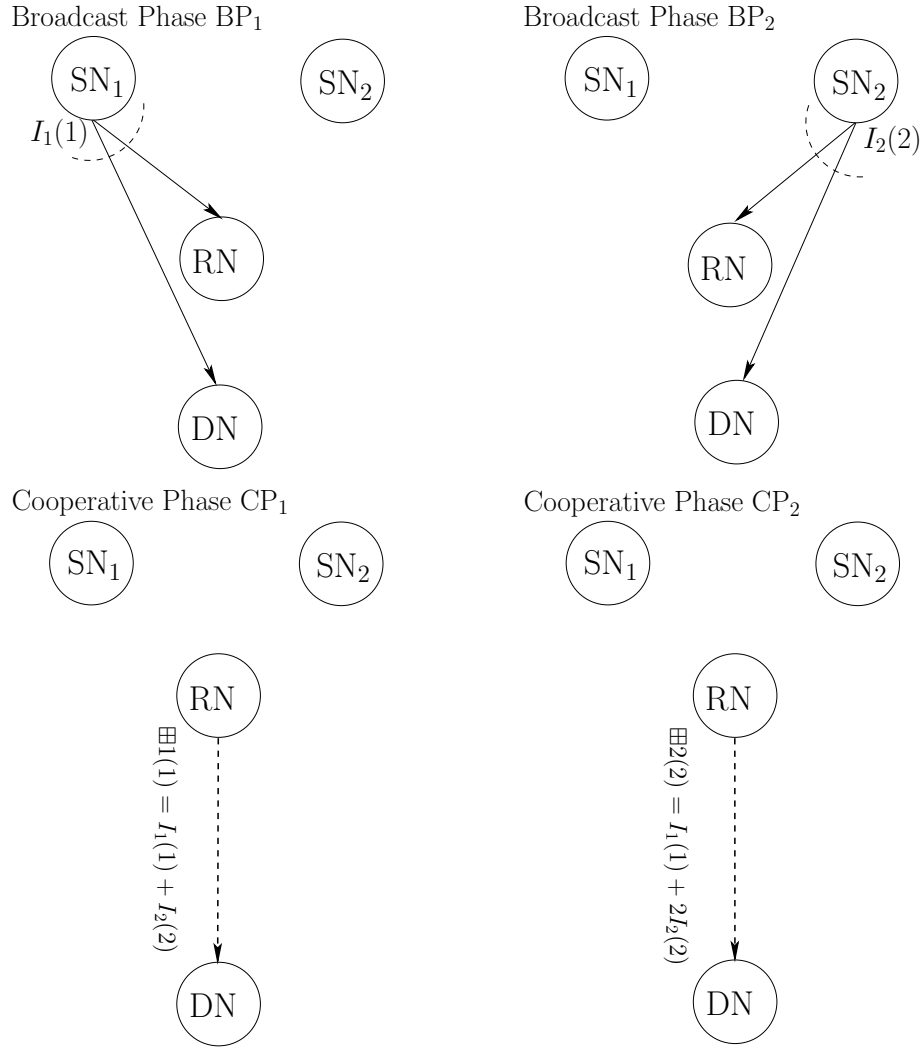 Broadcast Phase BP₁
SN₁
SN₂
I₁(1)
RN
DN
Broadcast Phase BP₂
SN₁
SN₂
I₂(2)
RN
DN
Cooperative Phase CP₁
SN₁
SN₂
RN
⊞1(1) = I₁(1) + I₂(2)
DN
Cooperative Phase CP₂
SN₁
SN₂
RN
⊞2(2) = I₁(1) + 2I₂(2)
DN